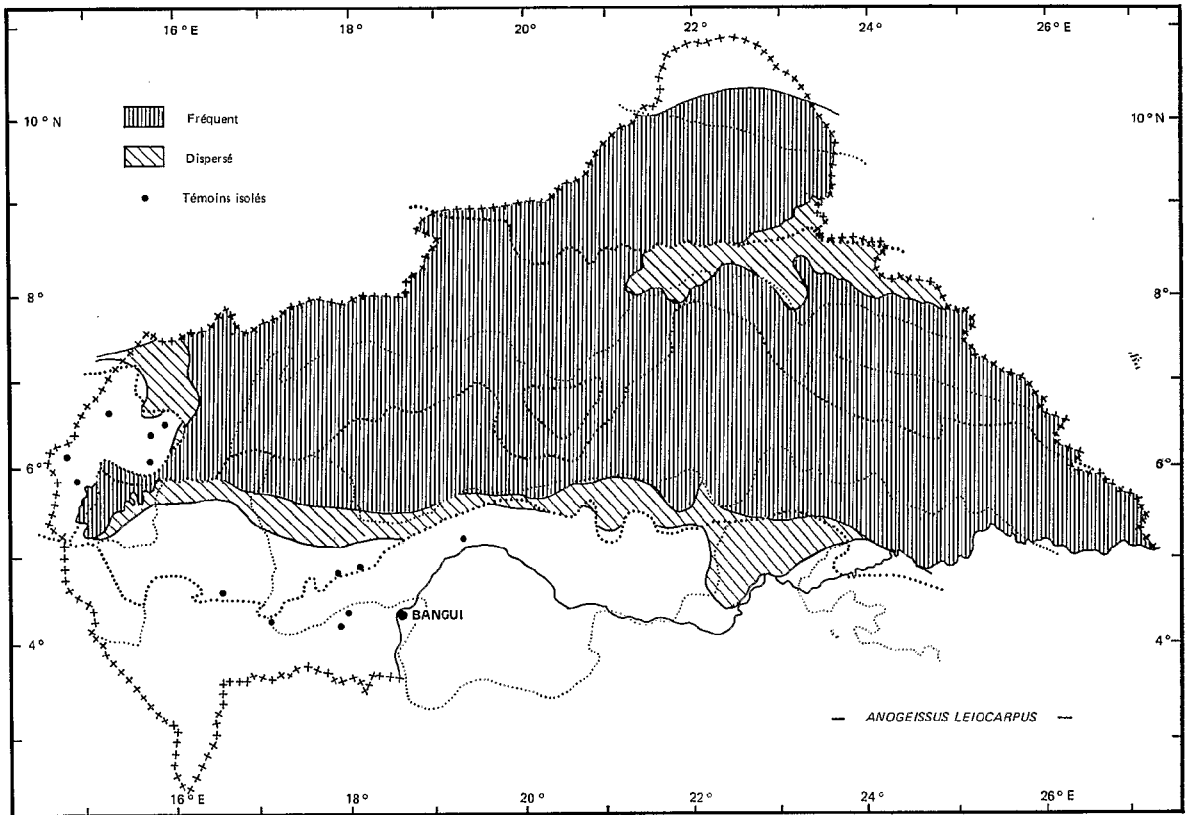 16° E 18° 20° 22° 24° 26° E
10° N 10° N
Fréquent
Dispersé
Témoins isolés
8° 8°
6° 6°
BANGUI
4° 4°
— ANOGEISSUS LEIOCARPUS —
16° E 18° 20° 22° 24° 26° E